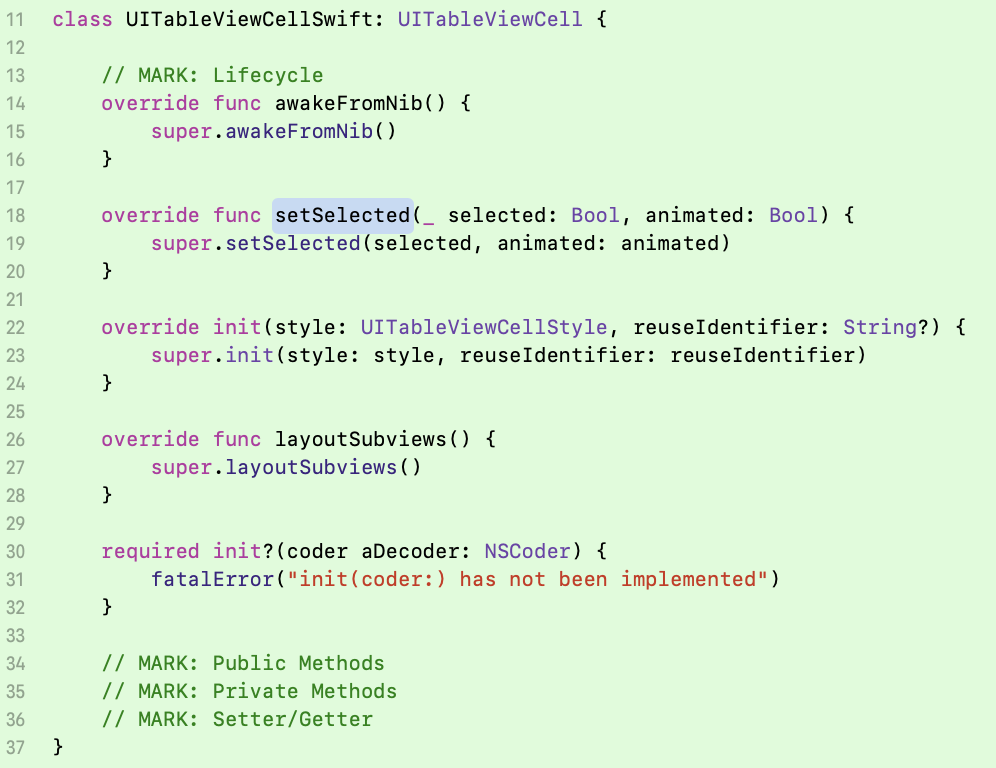 11 class UITableViewCellSwift: UITableViewCell {
12
13 // MARK: Lifecycle
14 override func awakeFromNib() {
15 super.awakeFromNib()
16 }
17
18 override func setSelected(_ selected: Bool, animated: Bool) {
19 super.setSelected(selected, animated: animated)
20 }
21
22 override init(style: UITableViewCellStyle, reuseIdentifier: String?) {
23 super.init(style: style, reuseIdentifier: reuseIdentifier)
24 }
25
26 override func layoutSubviews() {
27 super.layoutSubviews()
28 }
29
30 required init?(coder aDecoder: NSCoder) {
31 fatalError("init(coder:) has not been implemented")
32 }
33
34 // MARK: Public Methods
35 // MARK: Private Methods
36 // MARK: Setter/Getter
37 }